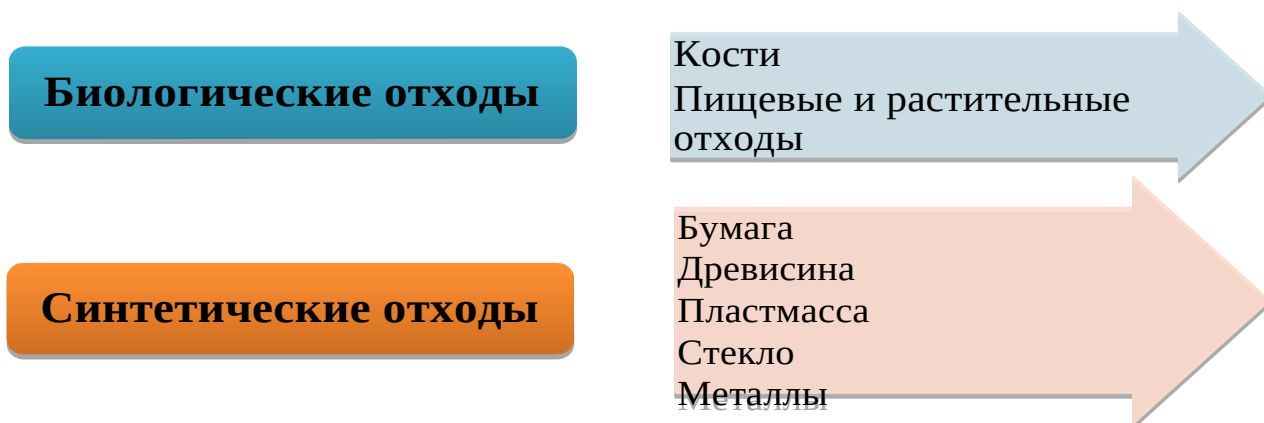 Биологические отходы
Кости
Пищевые и растительные
отходы
Синтетические отходы
Бумага
Древисина
Пластмасса
Стекло
Металлы